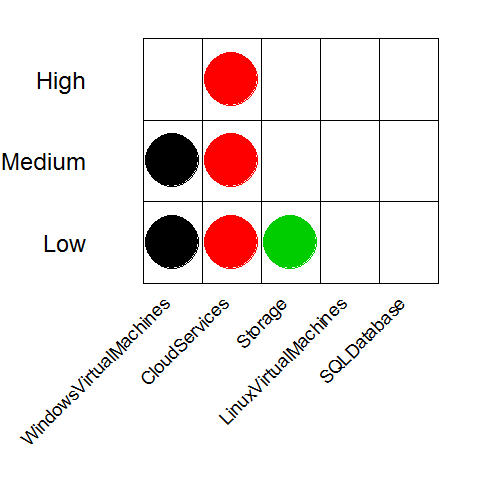 High
Medium
Low
WindowsVirtualMachines
CloudServices
Storage
LinuxVirtualMachines
SQLDatabase